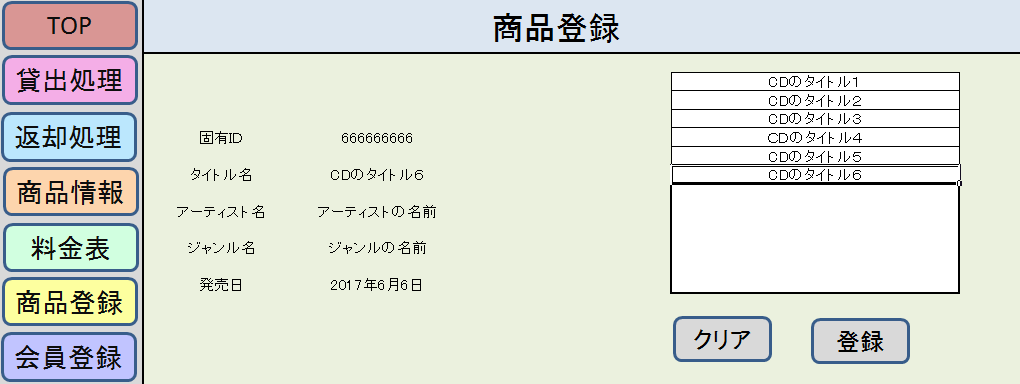 TOP
貸出処理
返却処理
商品情報
料金表
商品登録
会員登録
商品登録
固有ID 666666666
タイトル名 CDのタイトル6
アーティスト名 アーティストの名前
ジャンル名 ジャンルの名前
発売日 2017年6月6日
CDのタイトル1
CDのタイトル2
CDのタイトル3
CDのタイトル4
CDのタイトル5
CDのタイトル6
クリア 登録